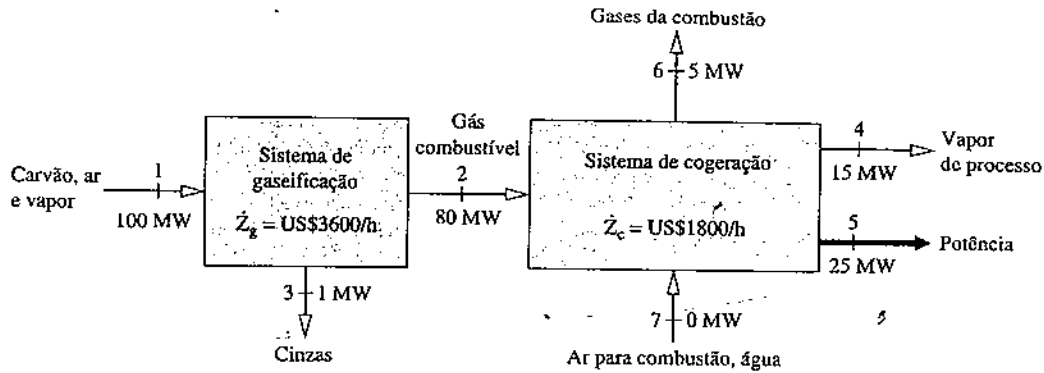 Gases da combustão
6 5 MW
Carvão, ar
e vapor
1
100 MW
Sistema de
gaseificação
Żg = US$3600/h
3 1 MW
Cinzas
Gás
combustível
2
80 MW
Sistema de cogeração
Żc = US$1800/h
4
15 MW
Vapor
de processo
5
25 MW
Potência
7 0 MW
Ar para combustão, água